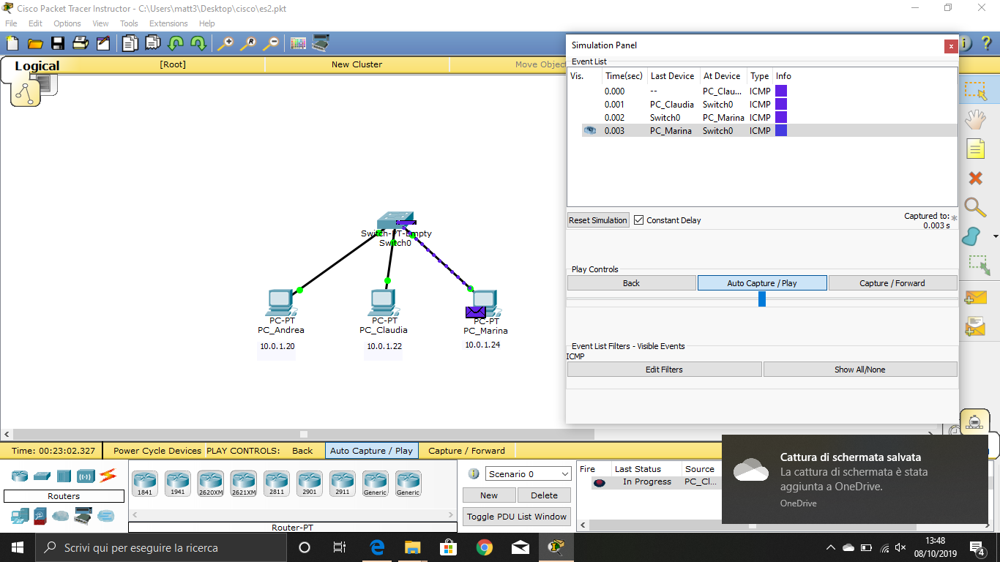 Cisco Packet Tracer Instructor - C:\Users\matt3\Desktop\cisco\es2.pkt
File Edit Options View Tools Extensions Help
Logical [Root] New Cluster Move Objec
Simulation Panel
Event List
Vis. Time(sec) Last Device At Device Type Info
0.000 -- PC_Clau... ICMP
0.001 PC_Claudia Switch0 ICMP
0.002 Switch0 PC_Marina ICMP
0.003 PC_Marina Switch0 ICMP
Reset Simulation Constant Delay Captured to: *
0.003 s
Play Controls
Back Auto Capture / Play Capture / Forward
Event List Filters - Visible Events
ICMP
Edit Filters Show All/None
Switch-PT-Empty
Switch0
PC-PT PC-PT PC-PT
PC_Andrea PC_Claudia PC_Marina
10.0.1.20 10.0.1.22 10.0.1.24
Time: 00:23:02.327 Power Cycle Devices PLAY CONTROLS: Back Auto Capture / Play Capture / Forward
Routers
1841 1941 2620XM 2621XM 2811 2901 2911 Generic Generic
Router-PT
Scenario 0
New Delete
Toggle PDU List Window
Fire Last Status Source
In Progress PC_Cl...
Cattura di schermata salvata
La cattura di schermata è stata
aggiunta a OneDrive.
OneDrive
Scrivi qui per eseguire la ricerca
13:48
08/10/2019
4